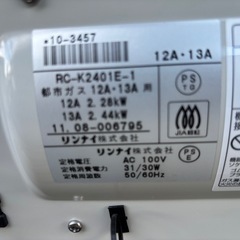 *10-3457
12A・13A
RC-K2401E-1
都市ガス 12A・13A 用
12A 2.28kW
13A 2.44kW
11.08-006795
リンナイ株式会社
PS
TG
JIA認証
リンナイ株式会社
定格電圧 AC 100V
定格消費電力 31/30W
定格周波数 50/60Hz
PS
E